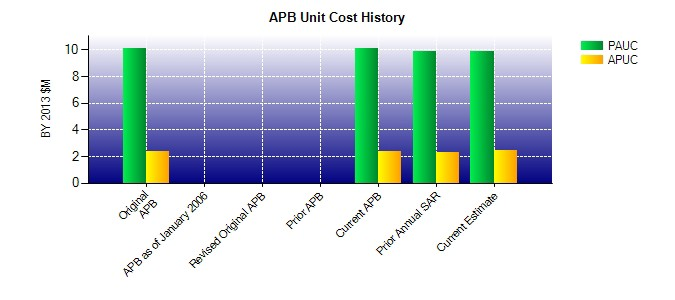 APB Unit Cost History
PAUC
APUC
BY 2013 $M
10
8
6
4
2
0
Original
APB
APB as of January 2006
Revised Original APB
Prior APB
Current APB
Prior Annual SAR
Current Estimate